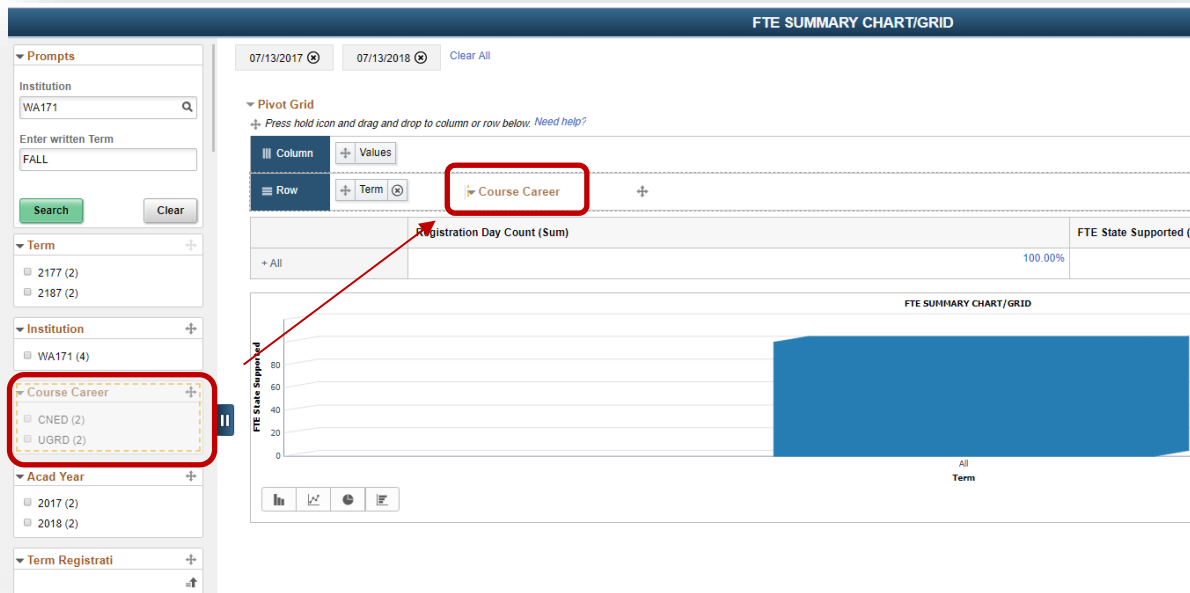 FTE SUMMARY CHART/GRID
Prompts
Institution
WA171
Enter written Term
FALL
Search Clear
Term
2177 (2)
2187 (2)
Institution
WA171 (4)
Course Career
CNED (2)
UGRD (2)
Acad Year
2017 (2)
2018 (2)
Term Registrati
07/13/2017 07/13/2018 Clear All
Pivot Grid
Press hold icon and drag and drop to column or row below. Need help?
Column Values
Row Term Course Career
Registration Day Count (Sum) FTE State Supported (
+ All 100.00%
FTE SUMMARY CHART/GRID
FTE State Supported
80
60
40
20
0
All
Term